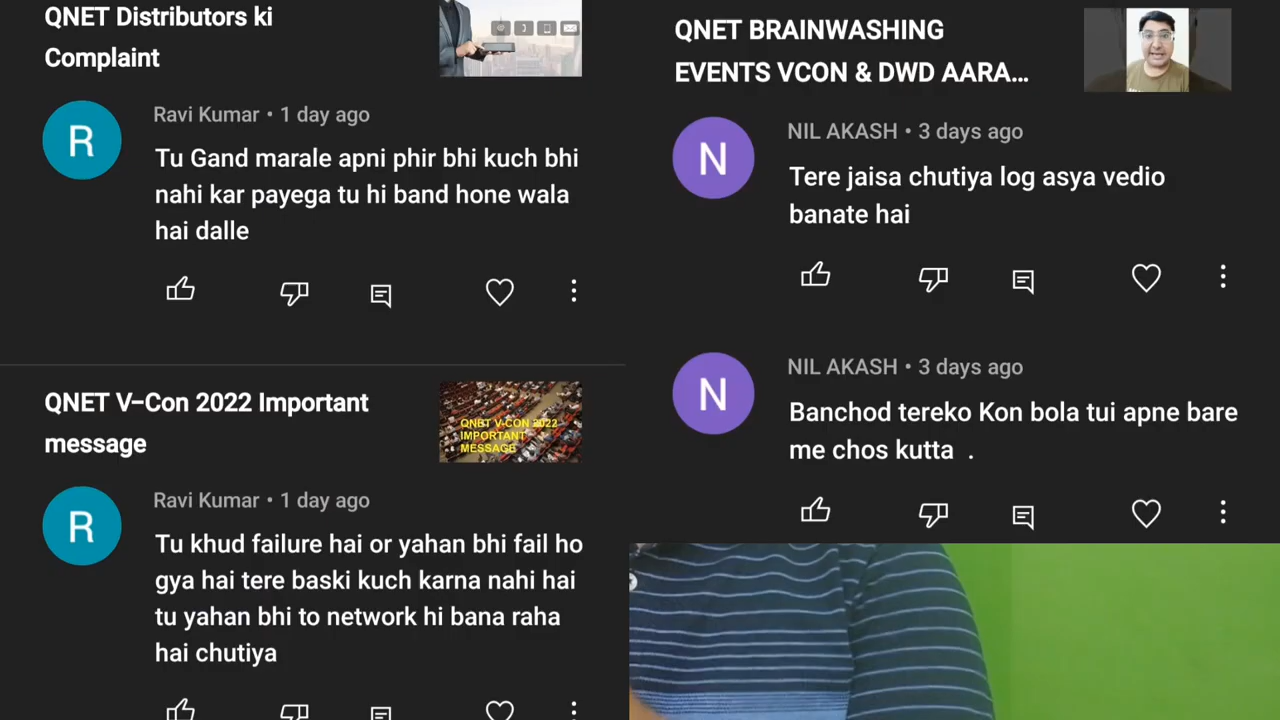 QNET Distributors ki
Complaint
R
Ravi Kumar • 1 day ago
Tu Gand marale apni phir bhi kuch bhi
nahi kar payega tu hi band hone wala
hai dalle
QNET V-Con 2022 Important
message
QNET V-CON 2022
IMPORTANT
MESSAGE
R
Ravi Kumar • 1 day ago
Tu khud failure hai or yahan bhi fail ho
gya hai tere baski kuch karna nahi hai
tu yahan bhi to network hi bana raha
hai chutiya
QNET BRAINWASHING
EVENTS VCON & DWD AARA...
N
NIL AKASH • 3 days ago
Tere jaisa chutiya log asya vedio
banate hai
N
NIL AKASH • 3 days ago
Banchod tereko Kon bola tui apne bare
me chos kutta .